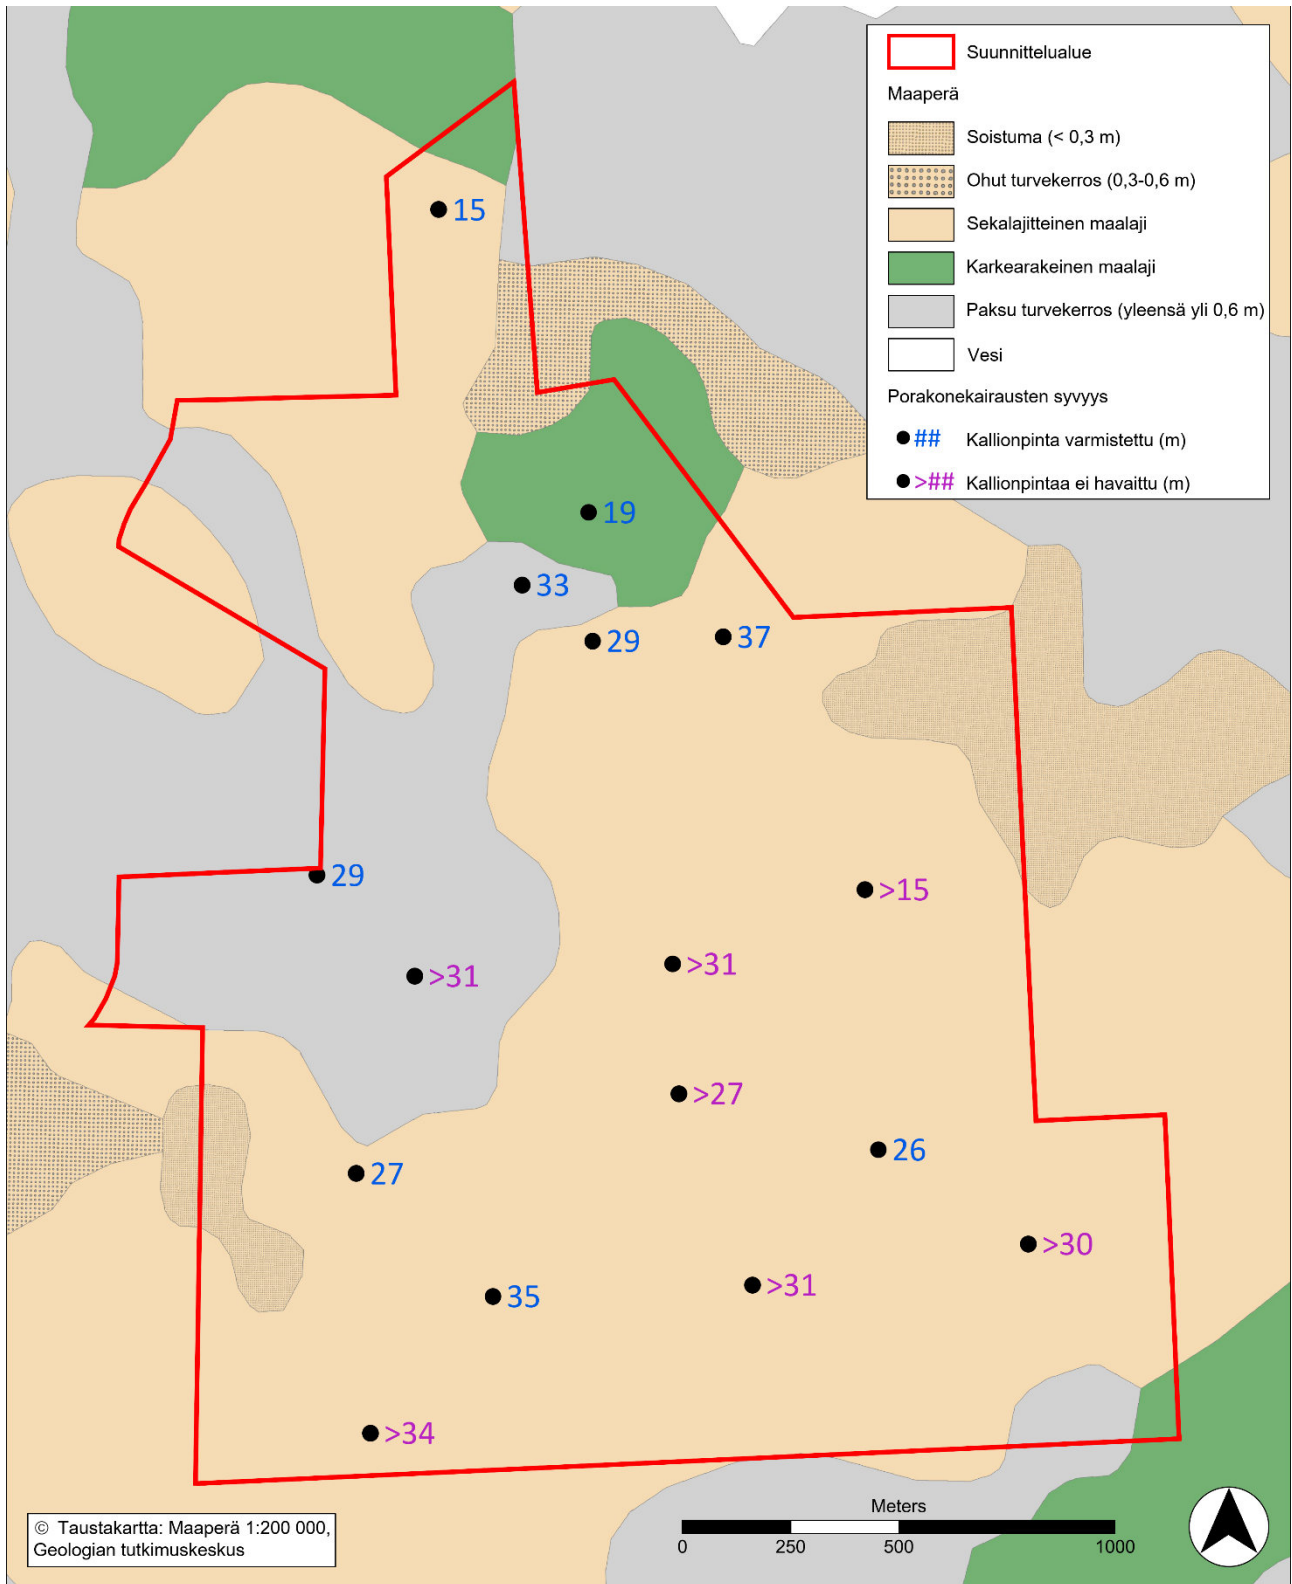 Suunnittelualue
Maaperä
Soistuma (< 0,3 m)
Ohut turvekerros (0,3-0,6 m)
Sekalajitteinen maalaji
Karkearakeinen maalaji
Paksu turvekerros (yleensä yli 0,6 m)
Vesi
Porakonekairausten syvyys
## Kallionpinta varmistettu (m)
>## Kallionpintaa ei havaittu (m)
15
19
33
29
37
29
>15
>31
>31
>27
26
27
>30
>31
35
>34
Meters
0 250 500 1000
© Taustakartta: Maaperä 1:200 000,
Geologian tutkimuskeskus